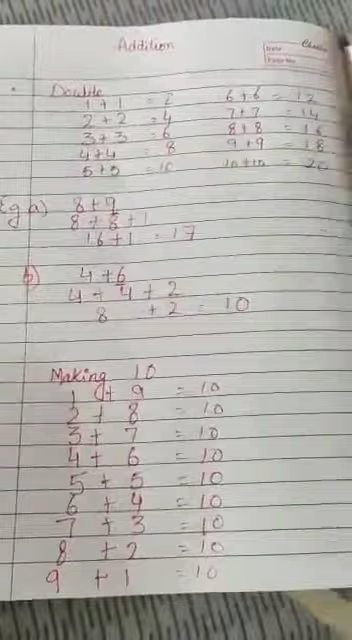 Addition
Date
Double
1 + 1 = 2
2 + 2 = 4
3 + 3 = 6
4 + 4 = 8
5 + 5 = 10
6 + 6 = 12
7 + 7 = 14
8 + 8 = 16
9 + 9 = 18
10 + 10 = 20
Eg a) 8 + 9
8 + 8 + 1
16 + 1 = 17
b) 4 + 6
4 + 4 + 2
8 + 2 = 10
Making 10
1 + 9 = 10
2 + 8 = 10
3 + 7 = 10
4 + 6 = 10
5 + 5 = 10
6 + 4 = 10
7 + 3 = 10
8 + 2 = 10
9 + 1 = 10